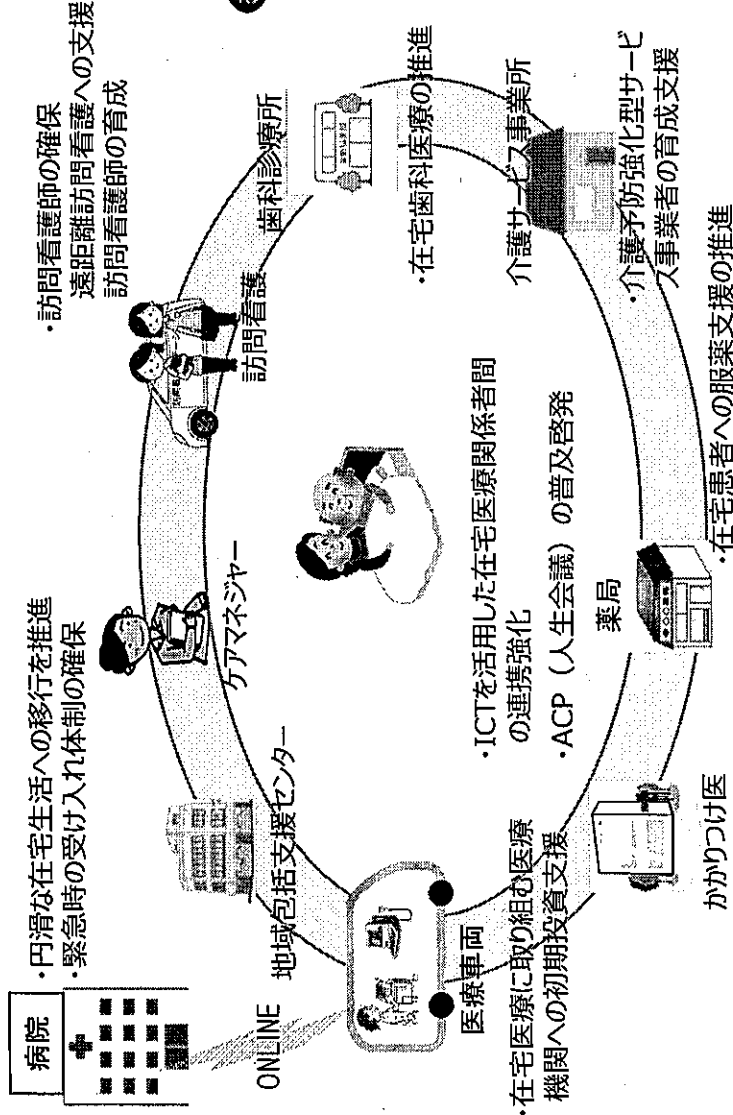 病院
・円滑な在宅生活への移行を推進
・緊急時の受け入れ体制の確保
・訪問看護師の確保
遠距離訪問看護への支援
訪問看護師の育成
地域包括支援センター
ケアマネジャー
訪問看護
歯科診療所
・在宅歯科医療の推進
ONLINE
医療車両
・在宅医療に取り組む医療
機関への初期投資支援
・ICTを活用した在宅医療関係者間
の連携強化
・ACP（人生会議）の普及啓発
介護サービス事業所
・介護予防強化型サービ
ス事業者の育成支援
かかりつけ医
薬局
・在宅患者への服薬支援の推進